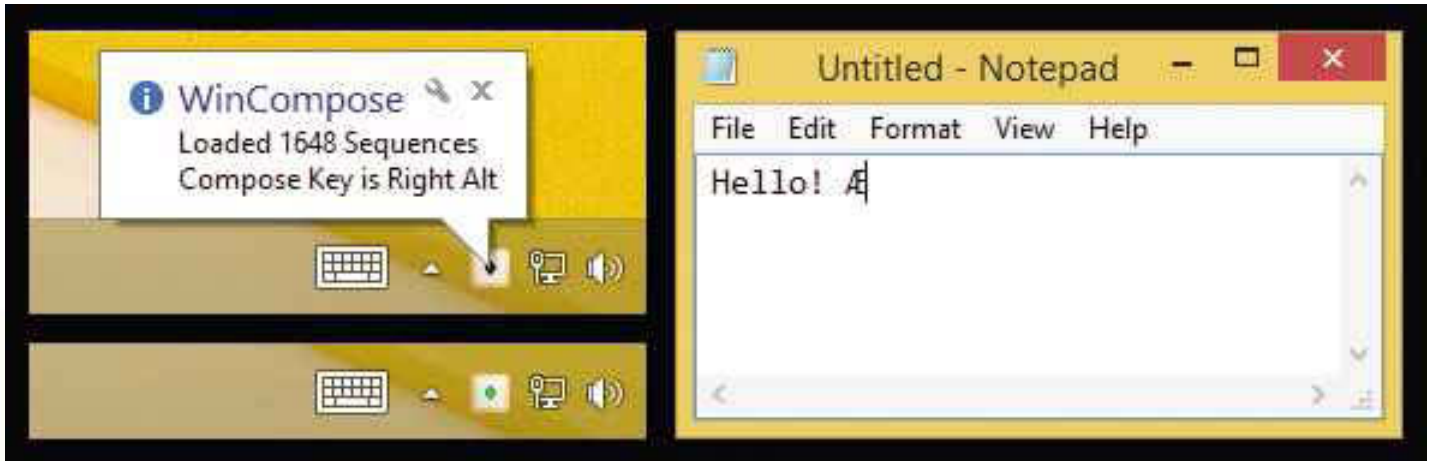 WinCompose
Loaded 1648 Sequences
Compose Key is Right Alt
Untitled - Notepad
File Edit Format View Help
Hello! Æ